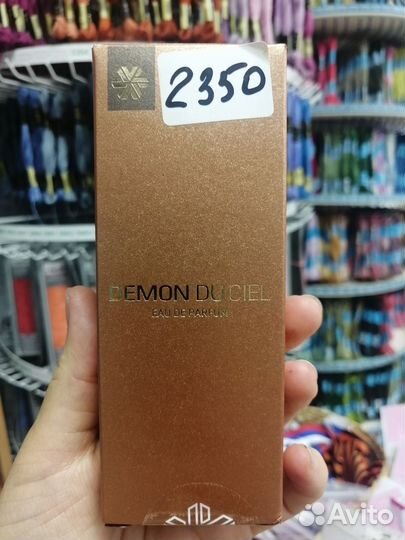 2350
DEMON DU CIEL
EAU DE PARFUM
Avito